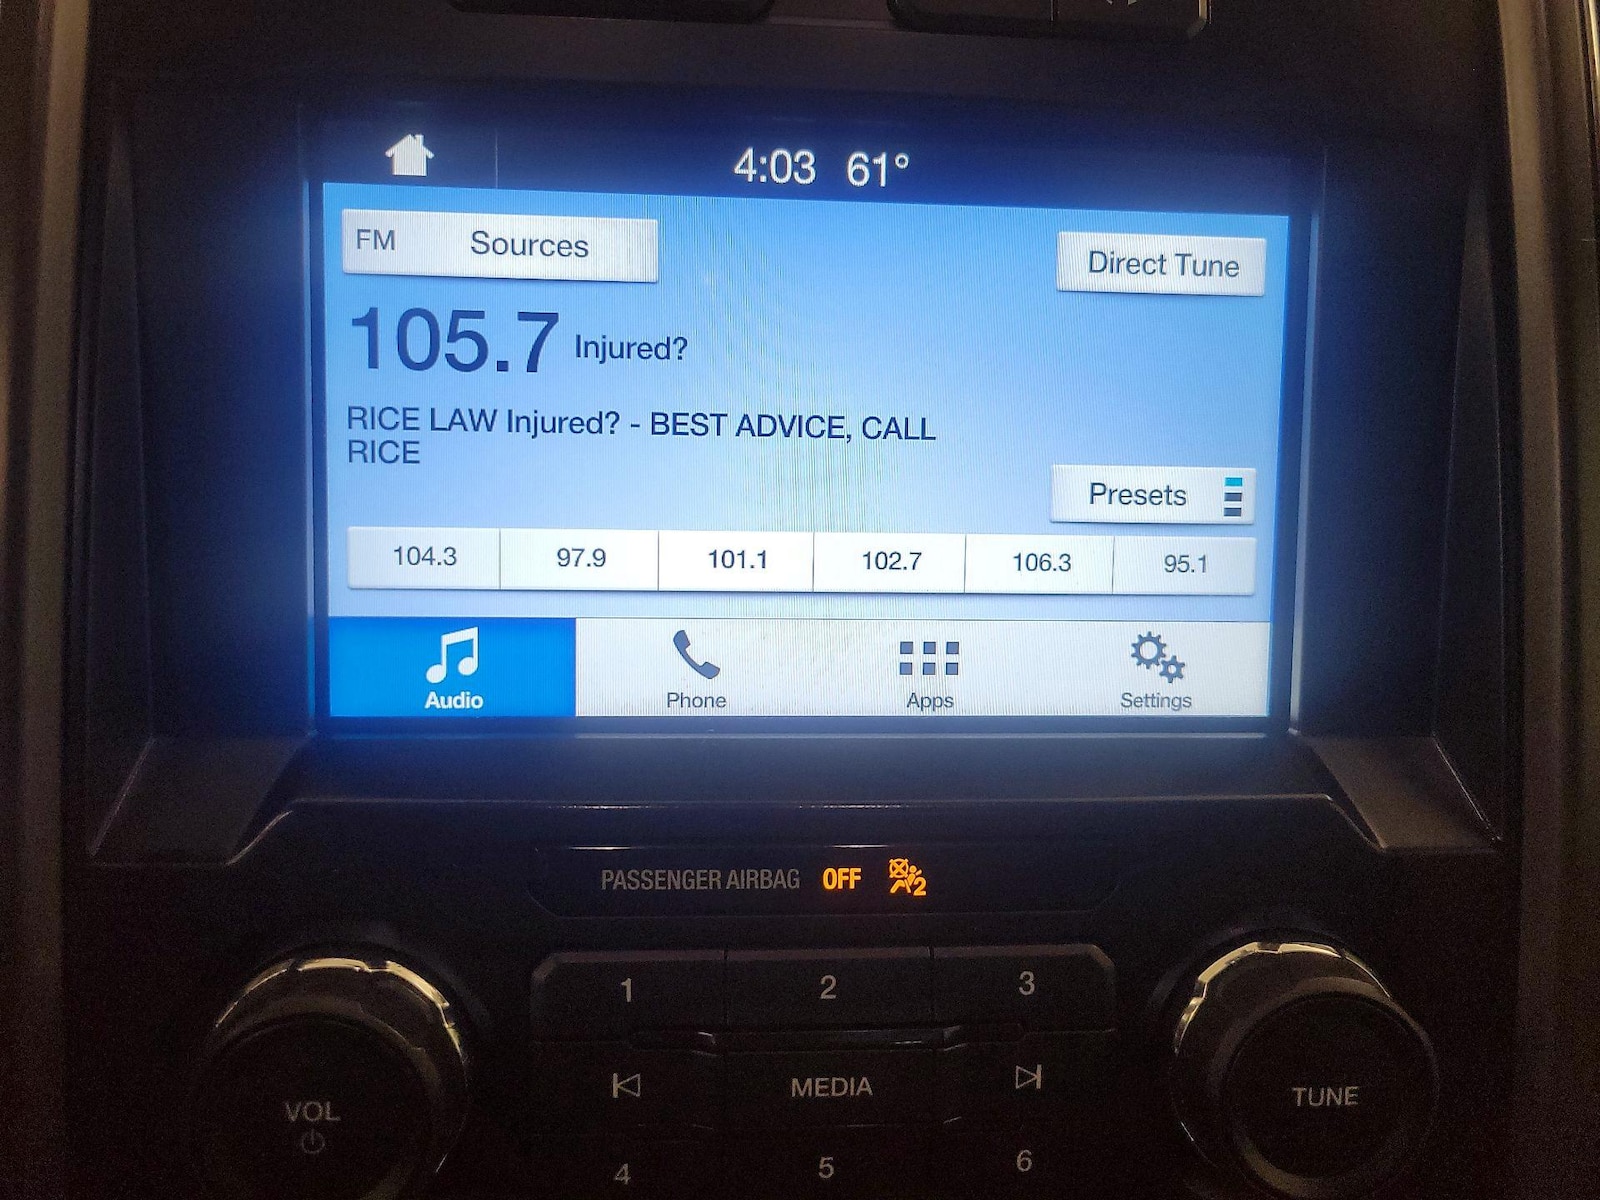 4:03 61°
FM Sources
Direct Tune
105.7 Injured?
RICE LAW Injured? - BEST ADVICE, CALL
RICE
Presets
104.3 97.9 101.1 102.7 106.3 95.1
Audio Phone Apps Settings
PASSENGER AIRBAG OFF 2
1 2 3
VOL MEDIA TUNE
4 5 6